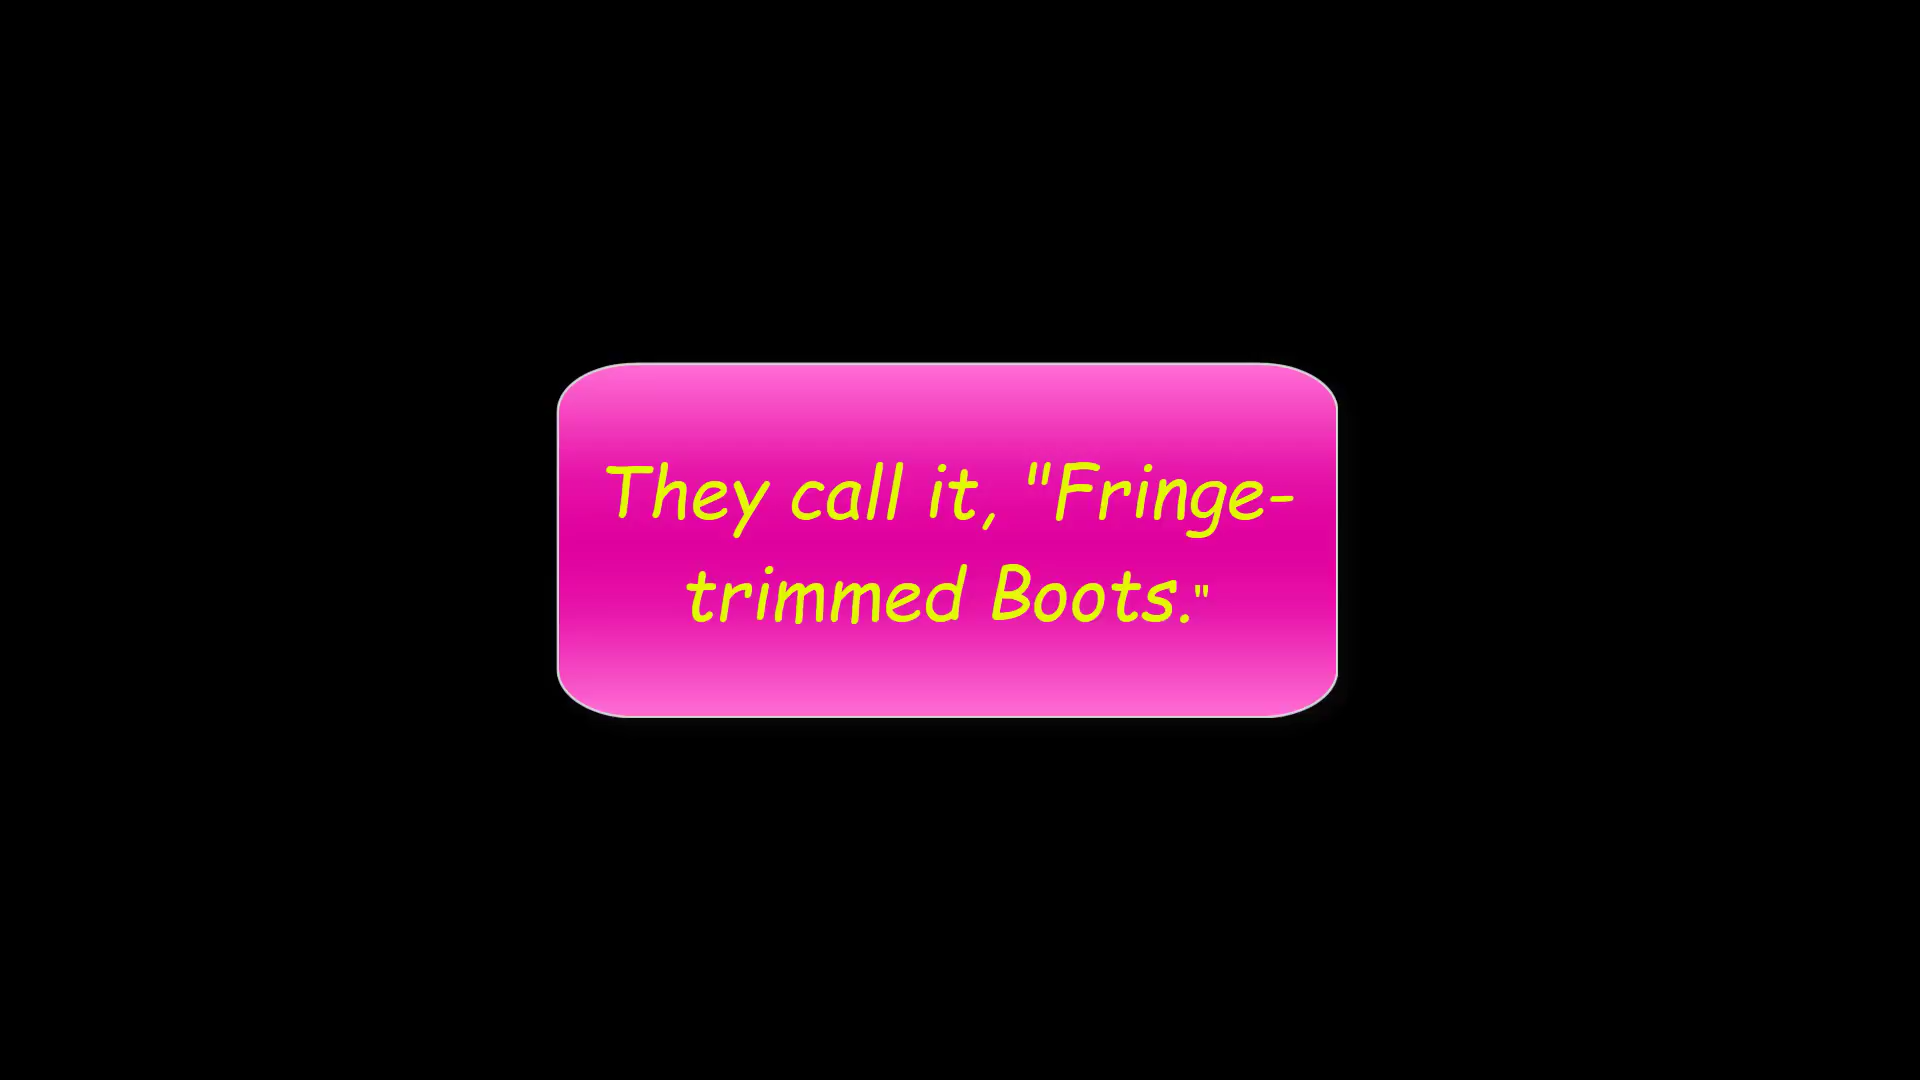 They call it, "Fringe-
trimmed Boots."